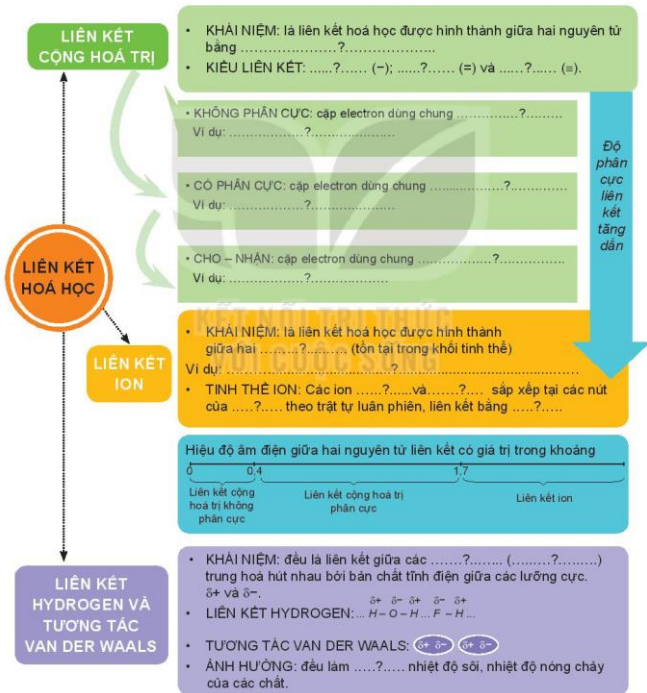 LIÊN KẾT
CỘNG HOÁ TRỊ
• KHÁI NIỆM: là liên kết hoá học được hình thành giữa hai nguyên tử
bằng ………………….?…………………..
• KIỂU LIÊN KẾT: ......?...... (−); ......?...... (=) và ......?...... (≡).
• KHÔNG PHÂN CỰC: cặp electron dùng chung …………………?………
Ví dụ: ………………..?…………………..
• CÓ PHÂN CỰC: cặp electron dùng chung …………………?………
Ví dụ: ………………..?…………………..
• CHO – NHẬN: cặp electron dùng chung …………………?………………
Ví dụ: ………………..?…………………..
Độ
phân
cực
liên
kết
tăng
dần
LIÊN KẾT
HOÁ HỌC
KẾT NỐI TRI THỨC
VỚI CUỘC SỐNG
LIÊN KẾT
ION
• KHÁI NIỆM: là liên kết hoá học được hình thành
giữa hai ………?………. (tồn tại trong khối tinh thể)
Ví dụ: …………………………………?…………………………………
• TINH THỂ ION: Các ion …..?.....và…….?.... sắp xếp tại các nút
của …..?..... theo trật tự luân phiên, liên kết bằng …..?.....
Hiệu độ âm điện giữa hai nguyên tử liên kết có giá trị trong khoảng
0 0,4 1,7
Liên kết cộng
hoá trị không
phân cực
Liên kết cộng hoá trị
phân cực
Liên kết ion
LIÊN KẾT
HYDROGEN VÀ
TƯƠNG TÁC
VAN DER WAALS
• KHÁI NIỆM: đều là liên kết giữa các …….?…….. (…..?………)
trung hoà hút nhau bởi bản chất tĩnh điện giữa các lưỡng cực.
δ+ và δ−.
δ+ δ− δ+ δ− δ+
• LIÊN KẾT HYDROGEN: ... H – O – H ... F – H ...
• TƯƠNG TÁC VAN DER WAALS: δ+ δ− δ+ δ−
• ẢNH HƯỞNG: đều làm …..?..... nhiệt độ sôi, nhiệt độ nóng chảy
của các chất.